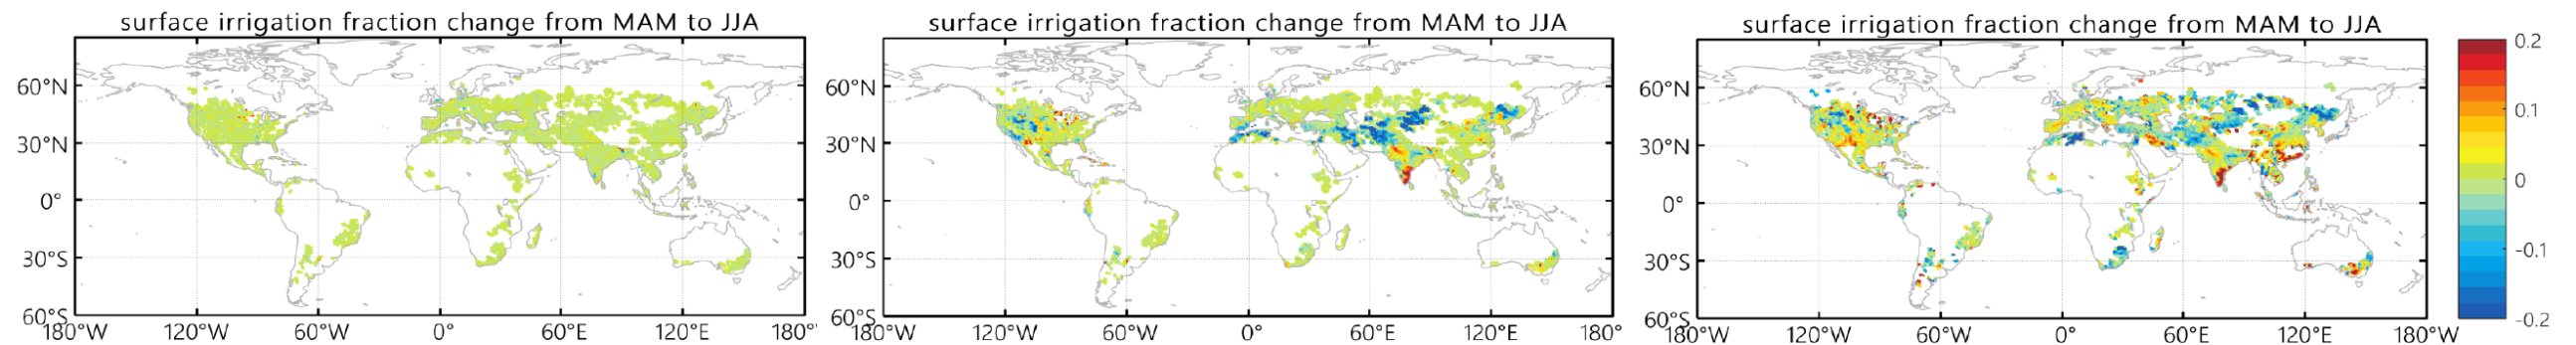 surface irrigation fraction change from MAM to JJA
60°N
30°N
0°
30°S
60°S
180°W 120°W 60°W 0° 60°E 120°E 180°
surface irrigation fraction change from MAM to JJA
60°N
30°N
0°
30°S
60°S
180°W 120°W 60°W 0° 60°E 120°E 180°
surface irrigation fraction change from MAM to JJA
60°N
30°N
0°
30°S
60°S
180°W 120°W 60°W 0° 60°E 120°E 180°W
0.2
0.1
0
-0.1
-0.2